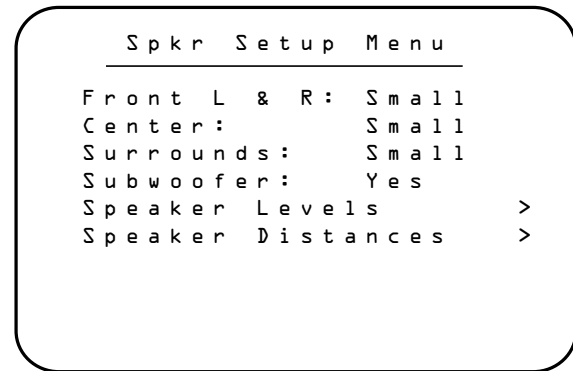 Spkr Setup Menu
Front L & R: Small
Center: Small
Surrounds: Small
Subwoofer: Yes
Speaker Levels >
Speaker Distances >